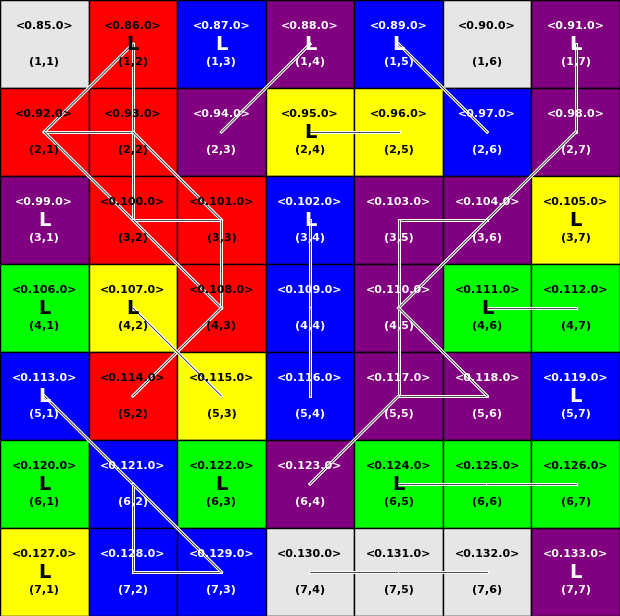 <0.85.0> <0.86.0> <0.87.0> <0.88.0> <0.89.0> <0.90.0> <0.91.0>
L L L L L
(1,1) (1,2) (1,3) (1,4) (1,5) (1,6) (1,7)
<0.92.0> <0.93.0> <0.94.0> <0.95.0> <0.96.0> <0.97.0> <0.98.0>
L
(2,1) (2,2) (2,3) (2,4) (2,5) (2,6) (2,7)
<0.99.0> <0.100.0> <0.101.0> <0.102.0> <0.103.0> <0.104.0> <0.105.0>
L L L
(3,1) (3,2) (3,3) (3,4) (3,5) (3,6) (3,7)
<0.106.0> <0.107.0> <0.108.0> <0.109.0> <0.110.0> <0.111.0> <0.112.0>
L L L
(4,1) (4,2) (4,3) (4,4) (4,5) (4,6) (4,7)
<0.113.0> <0.114.0> <0.115.0> <0.116.0> <0.117.0> <0.118.0> <0.119.0>
L L
(5,1) (5,2) (5,3) (5,4) (5,5) (5,6) (5,7)
<0.120.0> <0.121.0> <0.122.0> <0.123.0> <0.124.0> <0.125.0> <0.126.0>
L L L
(6,1) (6,2) (6,3) (6,4) (6,5) (6,6) (6,7)
<0.127.0> <0.128.0> <0.129.0> <0.130.0> <0.131.0> <0.132.0> <0.133.0>
L L
(7,1) (7,2) (7,3) (7,4) (7,5) (7,6) (7,7)